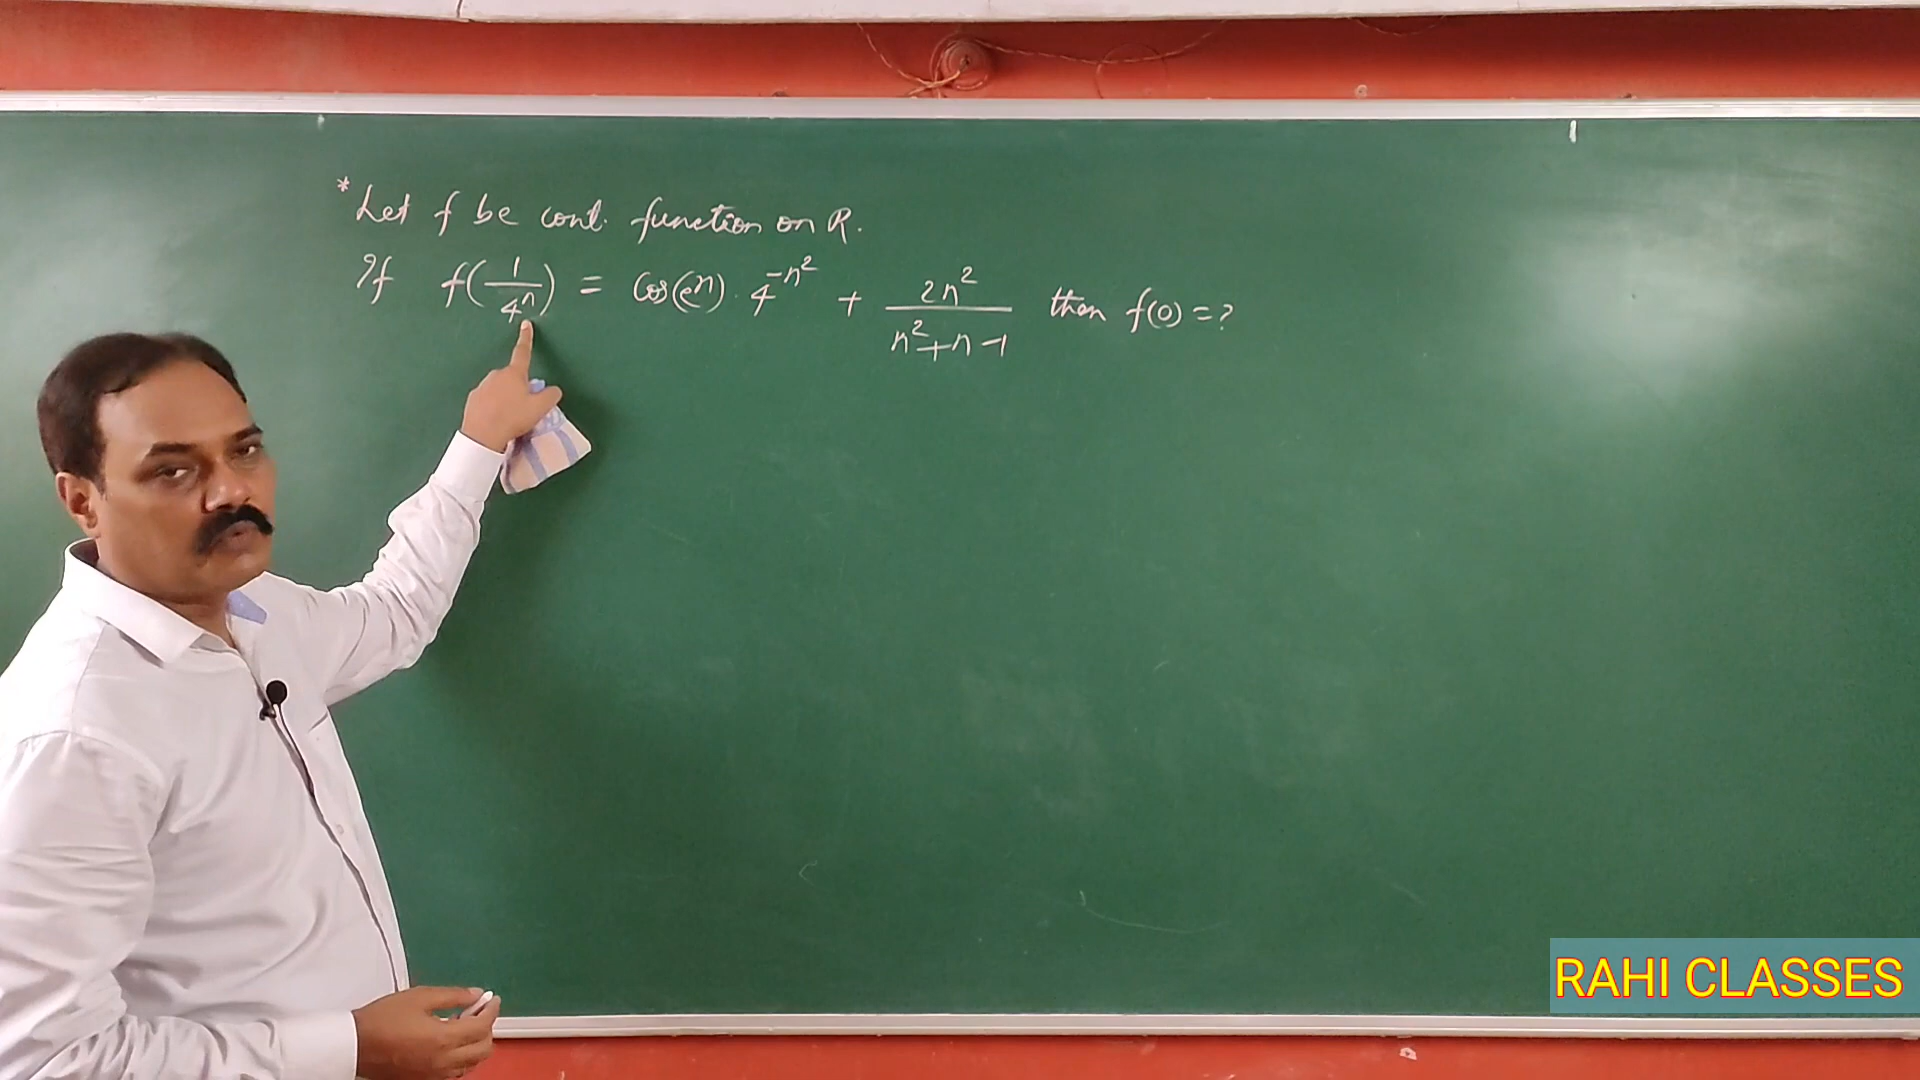 * Let f be cont. function on R.
If f(1/4^n) = Cos(e^n). 4^-n^2 + 2n^2/n^2+n-1 then f(0) = ?
RAHI CLASSES